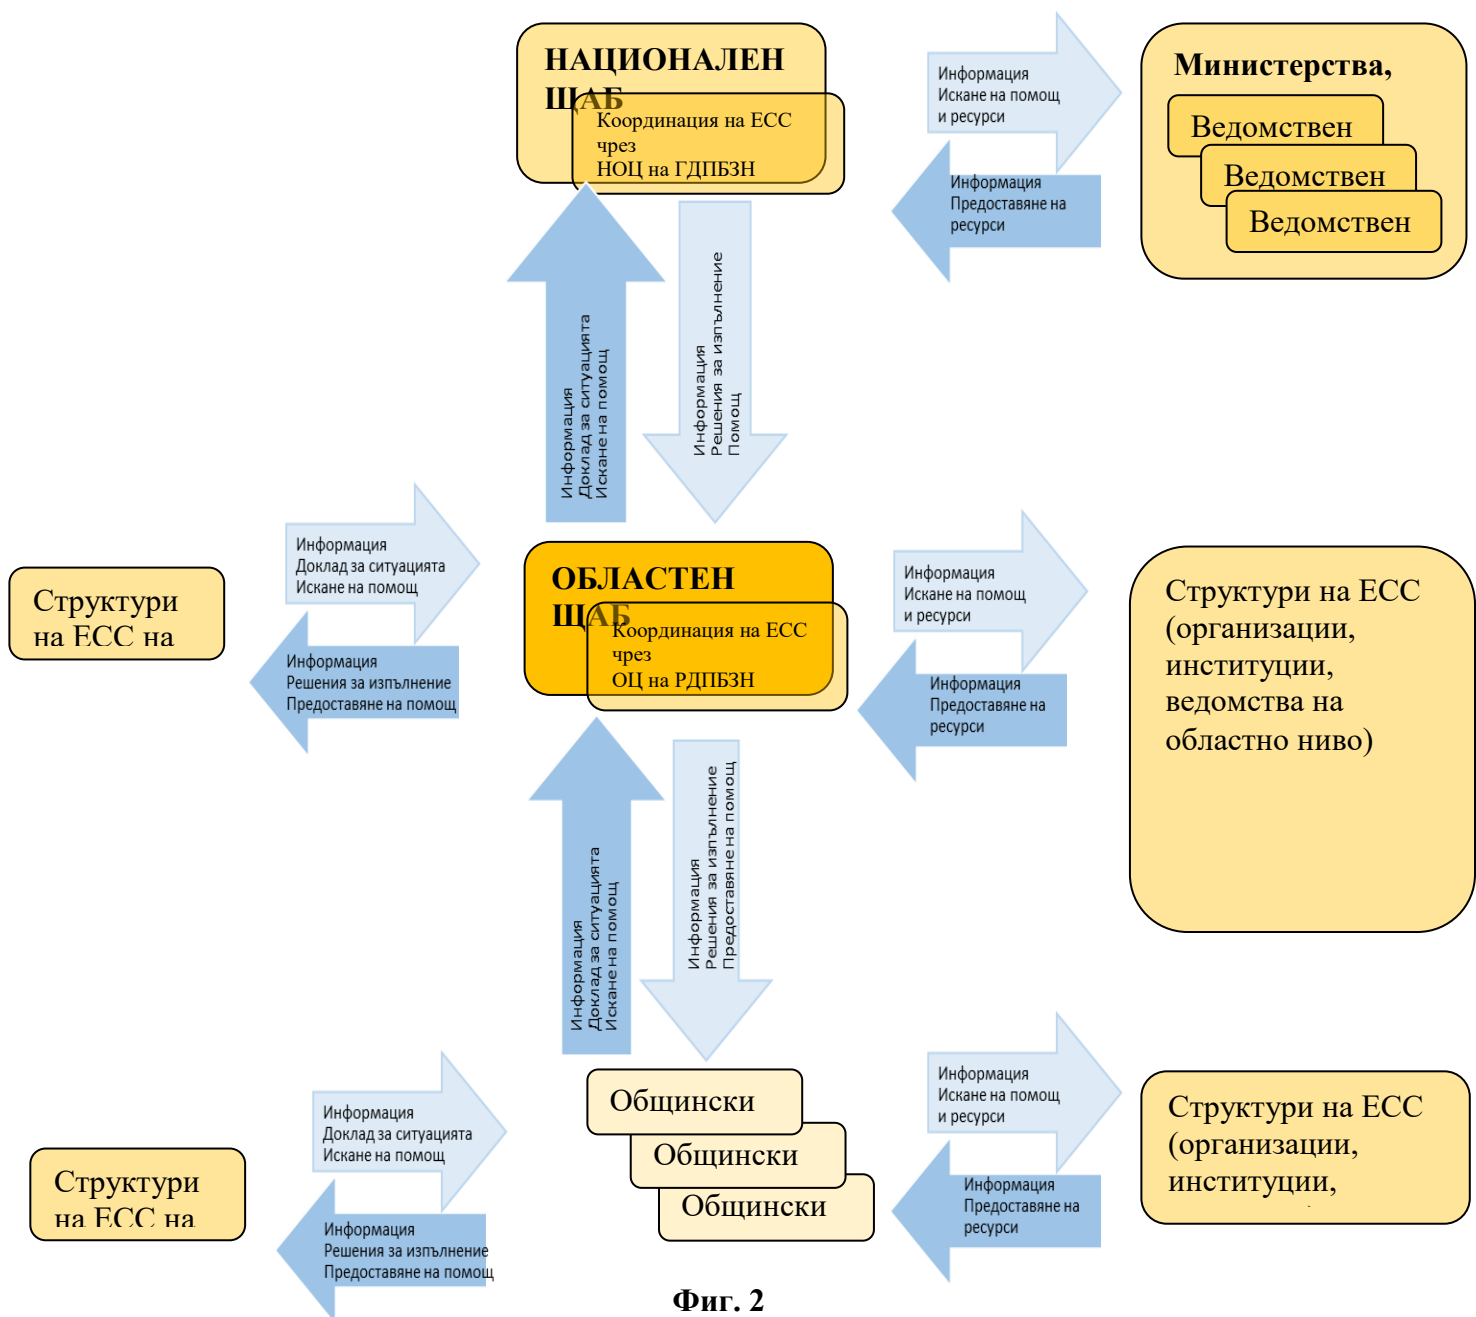 НАЦИОНАЛЕН
ЩАБ
Координация на ЕСС
чрез
НОЦ на ГДПБЗН
Информация
Искане на помощ
и ресурси
Информация
Предоставяне на
ресурси
Министерства,
Ведомствен
Ведомствен
Ведомствен
Информация
Доклад за ситуацията
Искане на помощ
Информация
Решения за изпълнение
Помощ
Структури
на ЕСС на
Информация
Доклад за ситуацията
Искане на помощ
Информация
Решения за изпълнение
Предоставяне на помощ
ОБЛАСТЕН
ЩАБ
Координация на ЕСС
чрез
ОЦ на РДПБЗН
Информация
Искане на помощ
и ресурси
Информация
Предоставяне на
ресурси
Структури на ЕСС
(организации,
институции,
ведомства на
областно ниво)
Информация
Доклад за ситуацията
Искане на помощ
Информация
Решения за изпълнение
Предоставяне на помощ
Структури
на ЕСС на
Информация
Доклад за ситуацията
Искане на помощ
Информация
Решения за изпълнение
Предоставяне на помощ
Общински
Общински
Общински
Информация
Искане на помощ
и ресурси
Информация
Предоставяне на
ресурси
Структури на ЕСС
(организации,
институции,
Фиг. 2